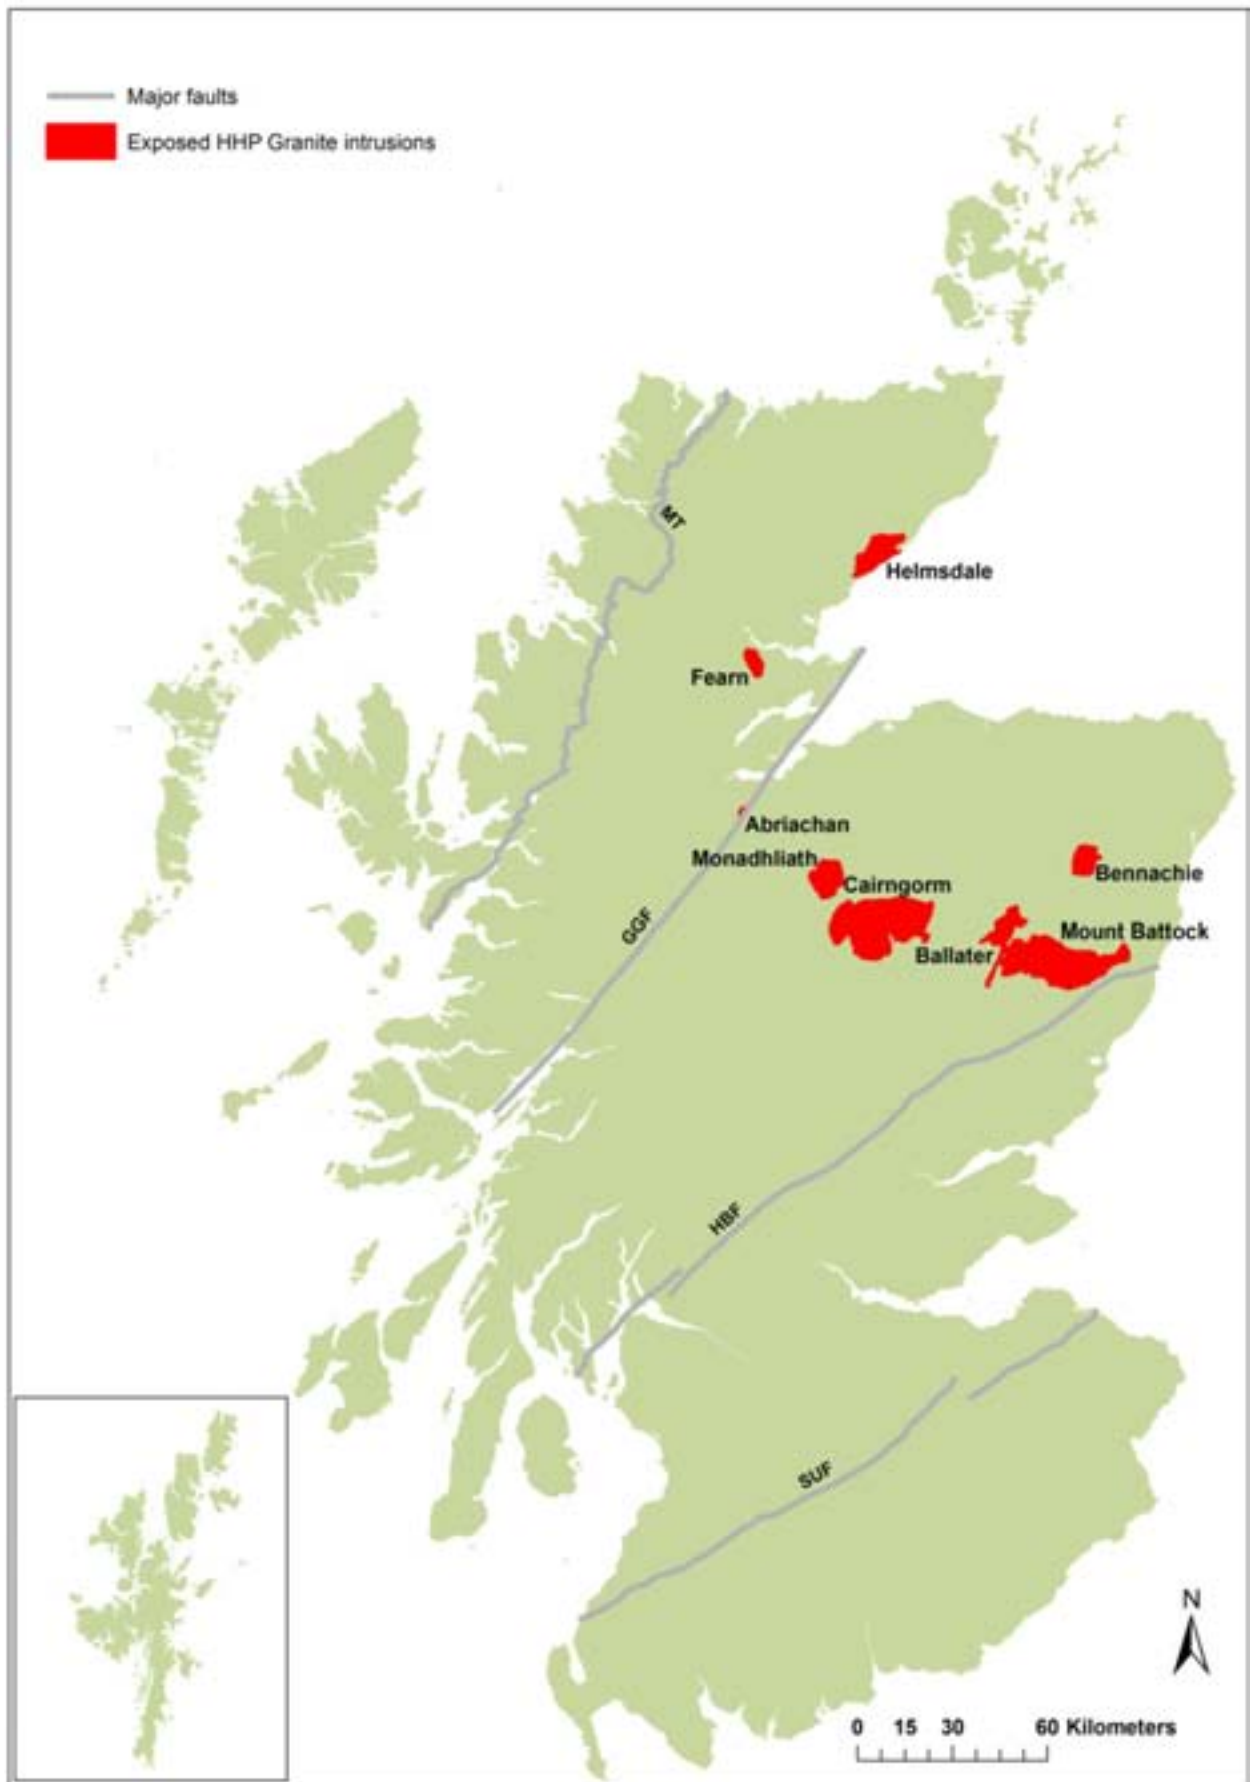 Major faults
Exposed HHP Granite intrusions
MT
Helmsdale
Fearn
Abriachan
Monadhliath
Cairngorm
Bennachie
GGF
Mount Battock
Ballater
HBF
SUF
N
0 15 30 60 Kilometers